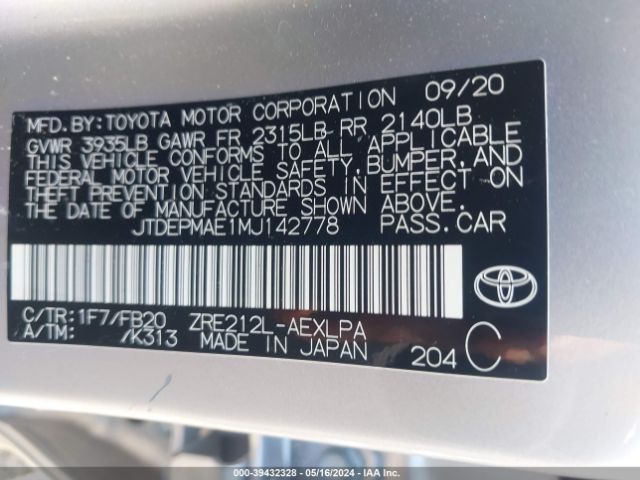 MFD. BY: TOYOTA MOTOR CORPORATION 09/20
GVWR 3935LB GAWR FR 2315LB RR 2140LB
THIS VEHICLE CONFORMS TO ALL APPLICABLE
FEDERAL MOTOR VEHICLE SAFETY, BUMPER, AND
THEFT PREVENTION STANDARDS IN EFFECT ON
THE DATE OF MANUFACTURE SHOWN ABOVE.
JTDEPMAE1MJ142778 PASS.CAR
C/TR: 1F7/FB20 ZRE212L-AEXLPA
A/TM: /K313 MADE IN JAPAN 204 C
000-39432328 - 05/16/2024 - IAA Inc.